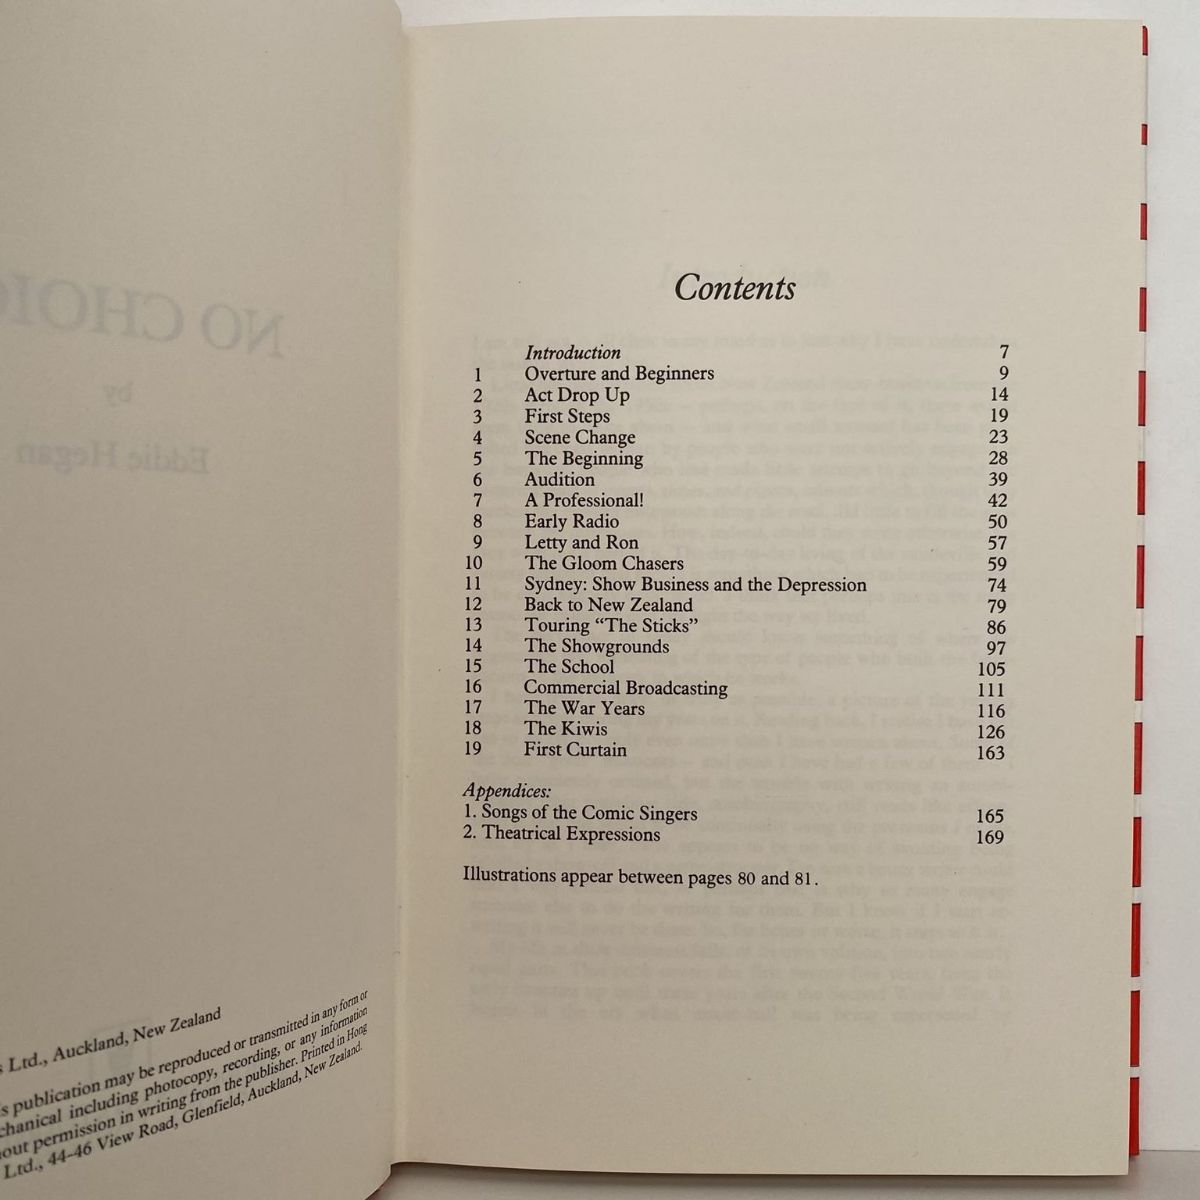 NO CHOI
by
Eddie Hegan
Ltd., Auckland, New Zealand
publication may be reproduced or transmitted in any form or
including photocopy, recording, or any information
permission in writing from the publisher. Printed in Hong
Ltd., 44-46 View Road, Glenfield, Auckland, New Zealand.
Contents
Introduction 7
1 Overture and Beginners 9
2 Act Drop Up 14
3 First Steps 19
4 Scene Change 23
5 The Beginning 28
6 Audition 39
7 A Professional! 42
8 Early Radio 50
9 Letty and Ron 57
10 The Gloom Chasers 59
11 Sydney: Show Business and the Depression 74
12 Back to New Zealand 79
13 Touring “The Sticks” 86
14 The Showgrounds 97
15 The School 105
16 Commercial Broadcasting 111
17 The War Years 116
18 The Kiwis 126
19 First Curtain 163
Appendices:
1. Songs of the Comic Singers 165
2. Theatrical Expressions 169
Illustrations appear between pages 80 and 81.